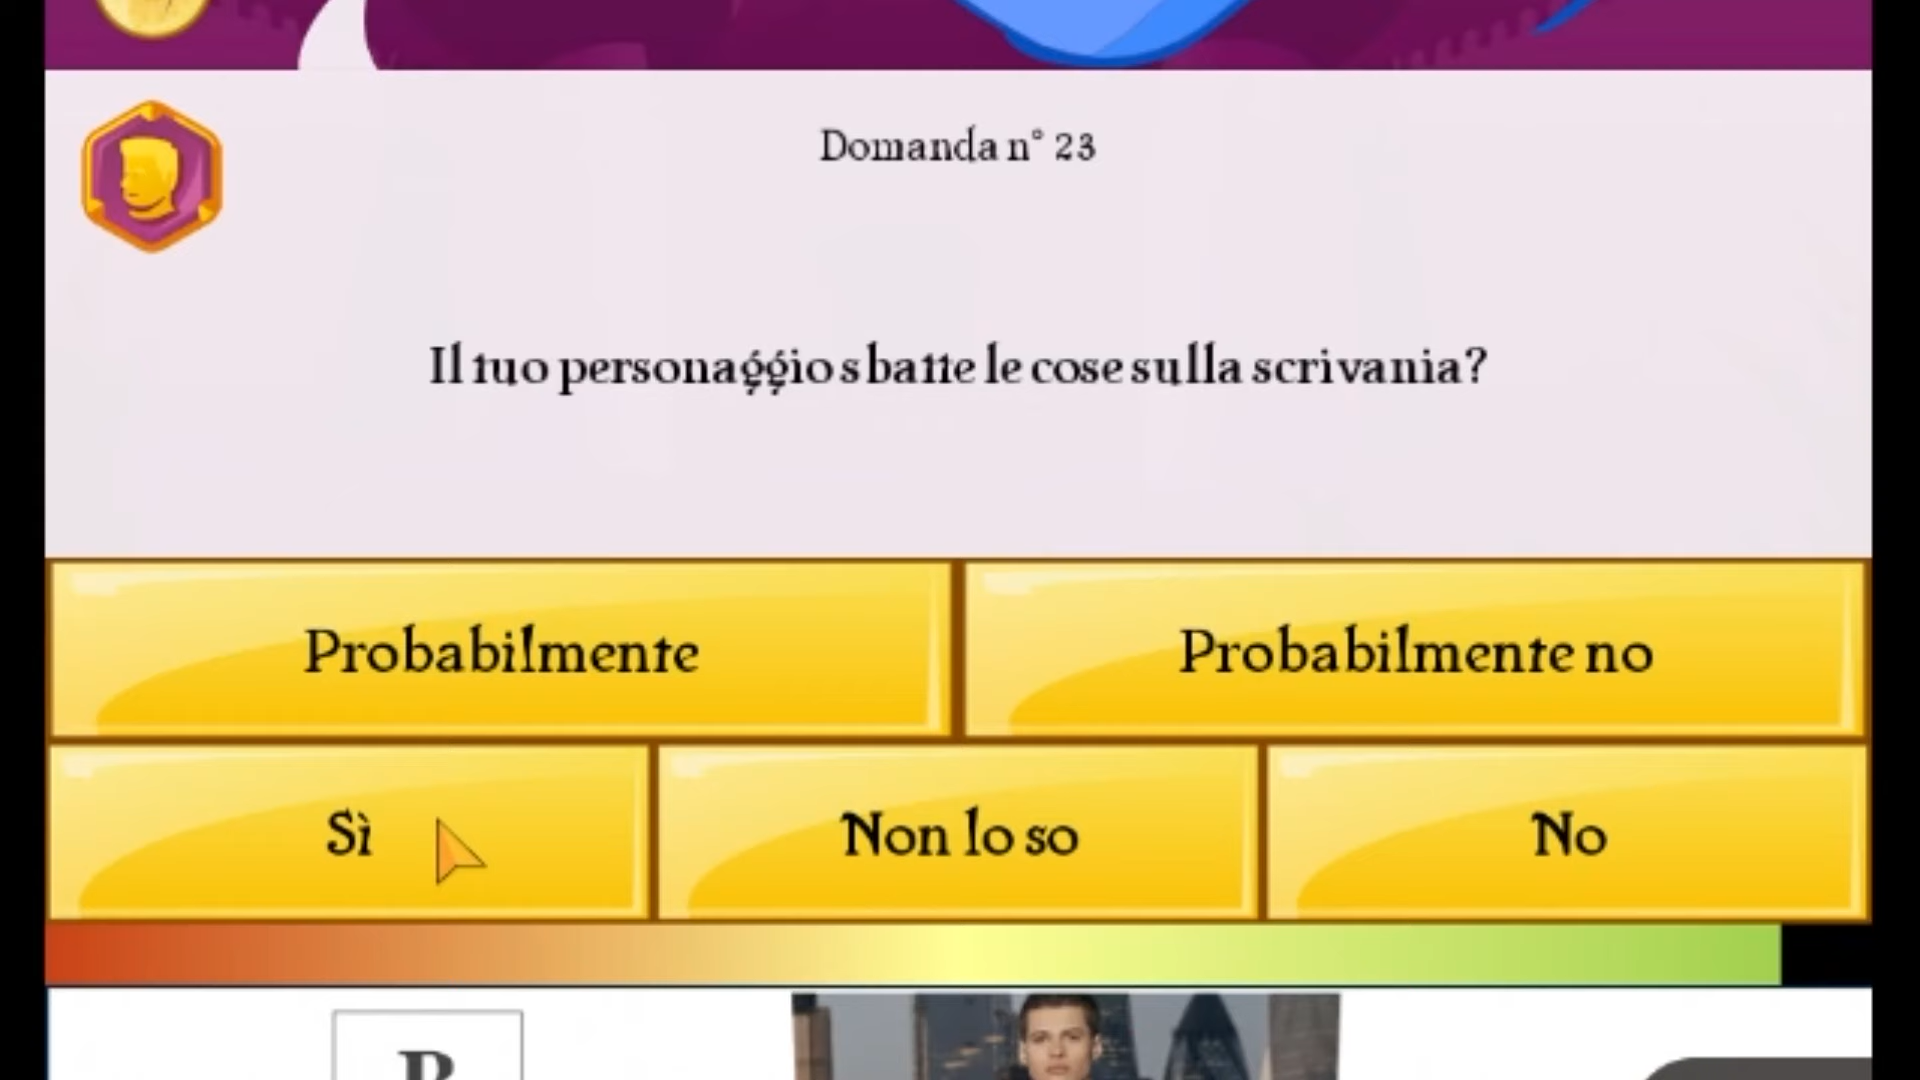 Domanda n° 23
Il tuo personaggio sbatte le cose sulla scrivania?
Probabilmente
Probabilmente no
Sì
Non lo so
No